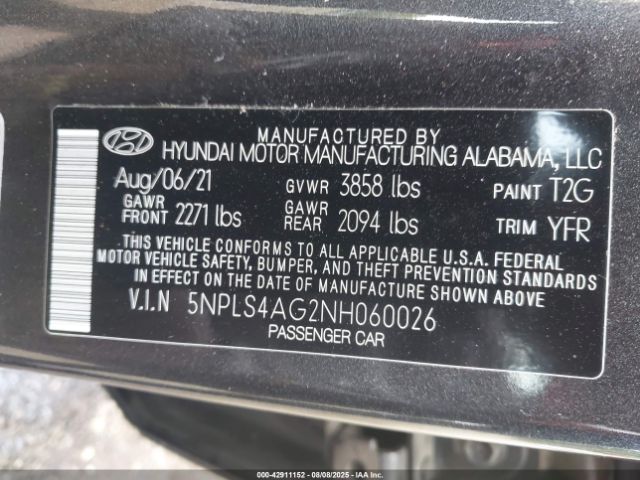 MANUFACTURED BY
HYUNDAI MOTOR MANUFACTURING ALABAMA, LLC
Aug/06/21 GVWR 3858 lbs PAINT T2G
GAWR FRONT 2271 lbs GAWR REAR 2094 lbs TRIM YFR
THIS VEHICLE CONFORMS TO ALL APPLICABLE U.S.A. FEDERAL
MOTOR VEHICLE SAFETY, BUMPER, AND THEFT PREVENTION STANDARDS
IN EFFECT ON THE DATE OF MANUFACTURE SHOWN ABOVE.
V.I.N 5NPLS4AG2NH060026
PASSENGER CAR
000-42911152 - 08/08/2025 - IAAI.COM